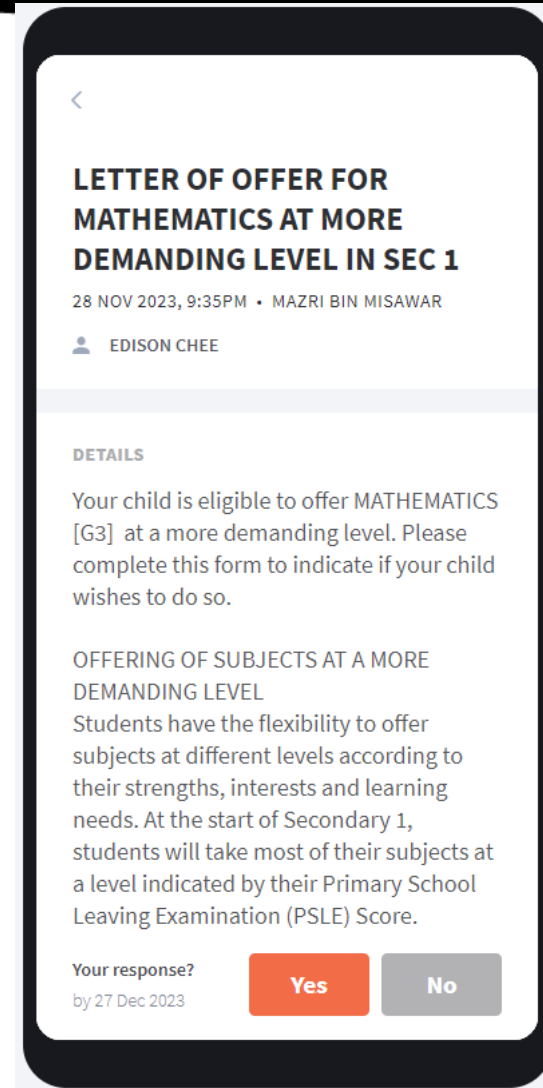 LETTER OF OFFER FOR
MATHEMATICS AT MORE
DEMANDING LEVEL IN SEC 1
28 NOV 2023, 9:35PM • MAZRI BIN MISAWAR
EDISON CHEE
DETAILS
Your child is eligible to offer MATHEMATICS
[G3]  at a more demanding level. Please
complete this form to indicate if your child
wishes to do so.
OFFERING OF SUBJECTS AT A MORE
DEMANDING LEVEL
Students have the flexibility to offer
subjects at different levels according to
their strengths, interests and learning
needs. At the start of Secondary 1,
students will take most of their subjects at
a level indicated by their Primary School
Leaving Examination (PSLE) Score.
Your response?
by 27 Dec 2023
Yes
No